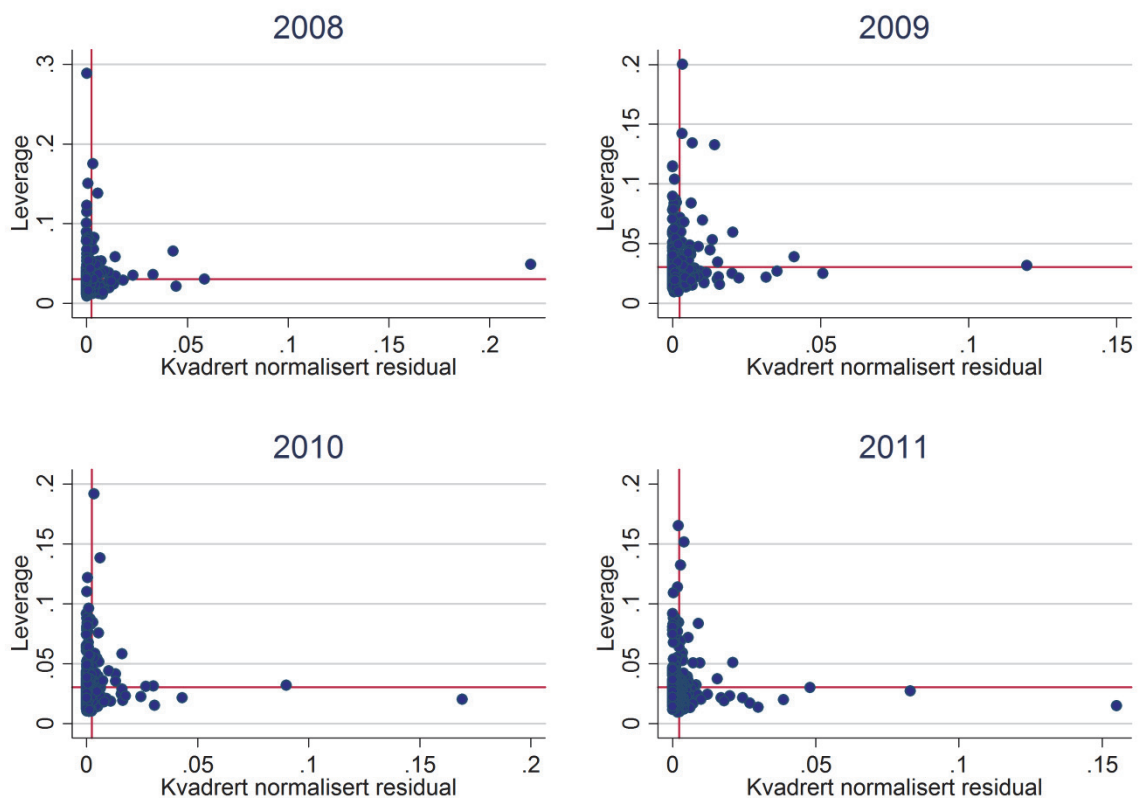 2008
.3
.2
.1
0
Leverage
0 .05 .1 .15 .2
Kvadrert normalisert residual
2009
.2
.15
.1
.05
0
Leverage
0 .05 .1 .15
Kvadrert normalisert residual
2010
.2
.15
.1
.05
0
Leverage
0 .05 .1 .15 .2
Kvadrert normalisert residual
2011
.2
.15
.1
.05
0
Leverage
0 .05 .1 .15
Kvadrert normalisert residual